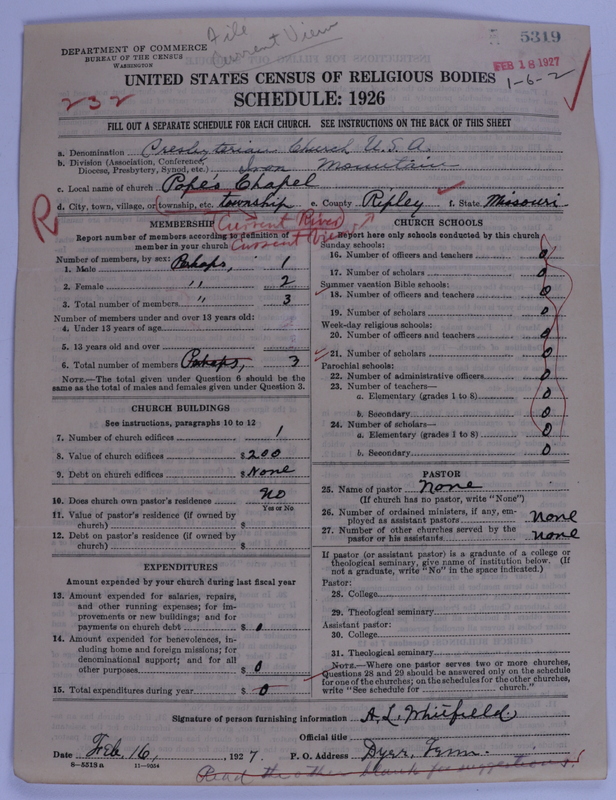 File
Current View
5319
FEB 18 1927
1-6-2
232
DEPARTMENT OF COMMERCE
BUREAU OF THE CENSUS
WASHINGTON
UNITED STATES CENSUS OF RELIGIOUS BODIES
SCHEDULE: 1926
FILL OUT A SEPARATE SCHEDULE FOR EACH CHURCH. SEE INSTRUCTIONS ON THE BACK OF THIS SHEET
a. Denomination Presbyterian Church U.S.A.
b. Division (Association, Conference, Diocese, Presbytery, Synod, etc.) Iron Mountain
c. Local name of church Pope's Chapel
d. City, town, village, or township, etc. township e. County Ripley f. State Missouri
R
Current River
MEMBERSHIP
Report number of members according to definition of
member in your church
Number of members, by sex:
1. Male Pehaps, 1
2. Female " 2
3. Total number of members " 3
Number of members under and over 13 years old:
4. Under 13 years of age
5. 13 years old and over
6. Total number of members Pehaps, 3
NOTE.—The total given under Question 6 should be the
same as the total of males and females given under Question 3.
CHURCH BUILDINGS
See instructions, paragraphs 10 to 12
7. Number of church edifices 1
8. Value of church edifices $200
9. Debt on church edifices $None
10. Does church own pastor's residence no
Yes or No
11. Value of pastor's residence (if owned by
church) $
12. Debt on pastor's residence (if owned by
church) $
EXPENDITURES
Amount expended by your church during last fiscal year
13. Amount expended for salaries, repairs,
and other running expenses; for im-
provements or new buildings; and for
payments on church debt $ 0
14. Amount expended for benevolences, in-
cluding home and foreign missions; for
denominational support; and for all
other purposes $ 0
15. Total expenditures during year $ 0
CHURCH SCHOOLS
Report here only schools conducted by this church
Sunday schools:
16. Number of officers and teachers 0
17. Number of scholars 0
Summer vacation Bible schools:
18. Number of officers and teachers 0
19. Number of scholars 0
Week-day religious schools:
20. Number of officers and teachers 0
21. Number of scholars 0
Parochial schools:
22. Number of administrative officers 0
23. Number of teachers—
a. Elementary (grades 1 to 8) 0
b. Secondary 0
24. Number of scholars—
a. Elementary (grades 1 to 8) 0
b. Secondary 0
PASTOR
25. Name of pastor None
(If church has no pastor, write "None")
26. Number of ordained ministers, if any, em-
ployed as assistant pastors None
27. Number of other churches served by the
pastor or his assistants None
If pastor (or assistant pastor) is a graduate of a college or
theological seminary, give name of institution below. (If
not a graduate, write "No" in the space indicated.)
Pastor:
28. College
29. Theological seminary
Assistant pastor:
30. College
31. Theological seminary
NOTE.—Where one pastor serves two or more churches,
Questions 28 and 29 should be answered only on the schedule
for one of the churches; on the schedules for the other churches,
write "See schedule for church."
Signature of person furnishing information A. L. Whitfield.
Official title
Date Feb. 16, 1927. P. O. Address Dyer, Tenn.
8-5518a 11-9054
Read the other blank for suggestions.